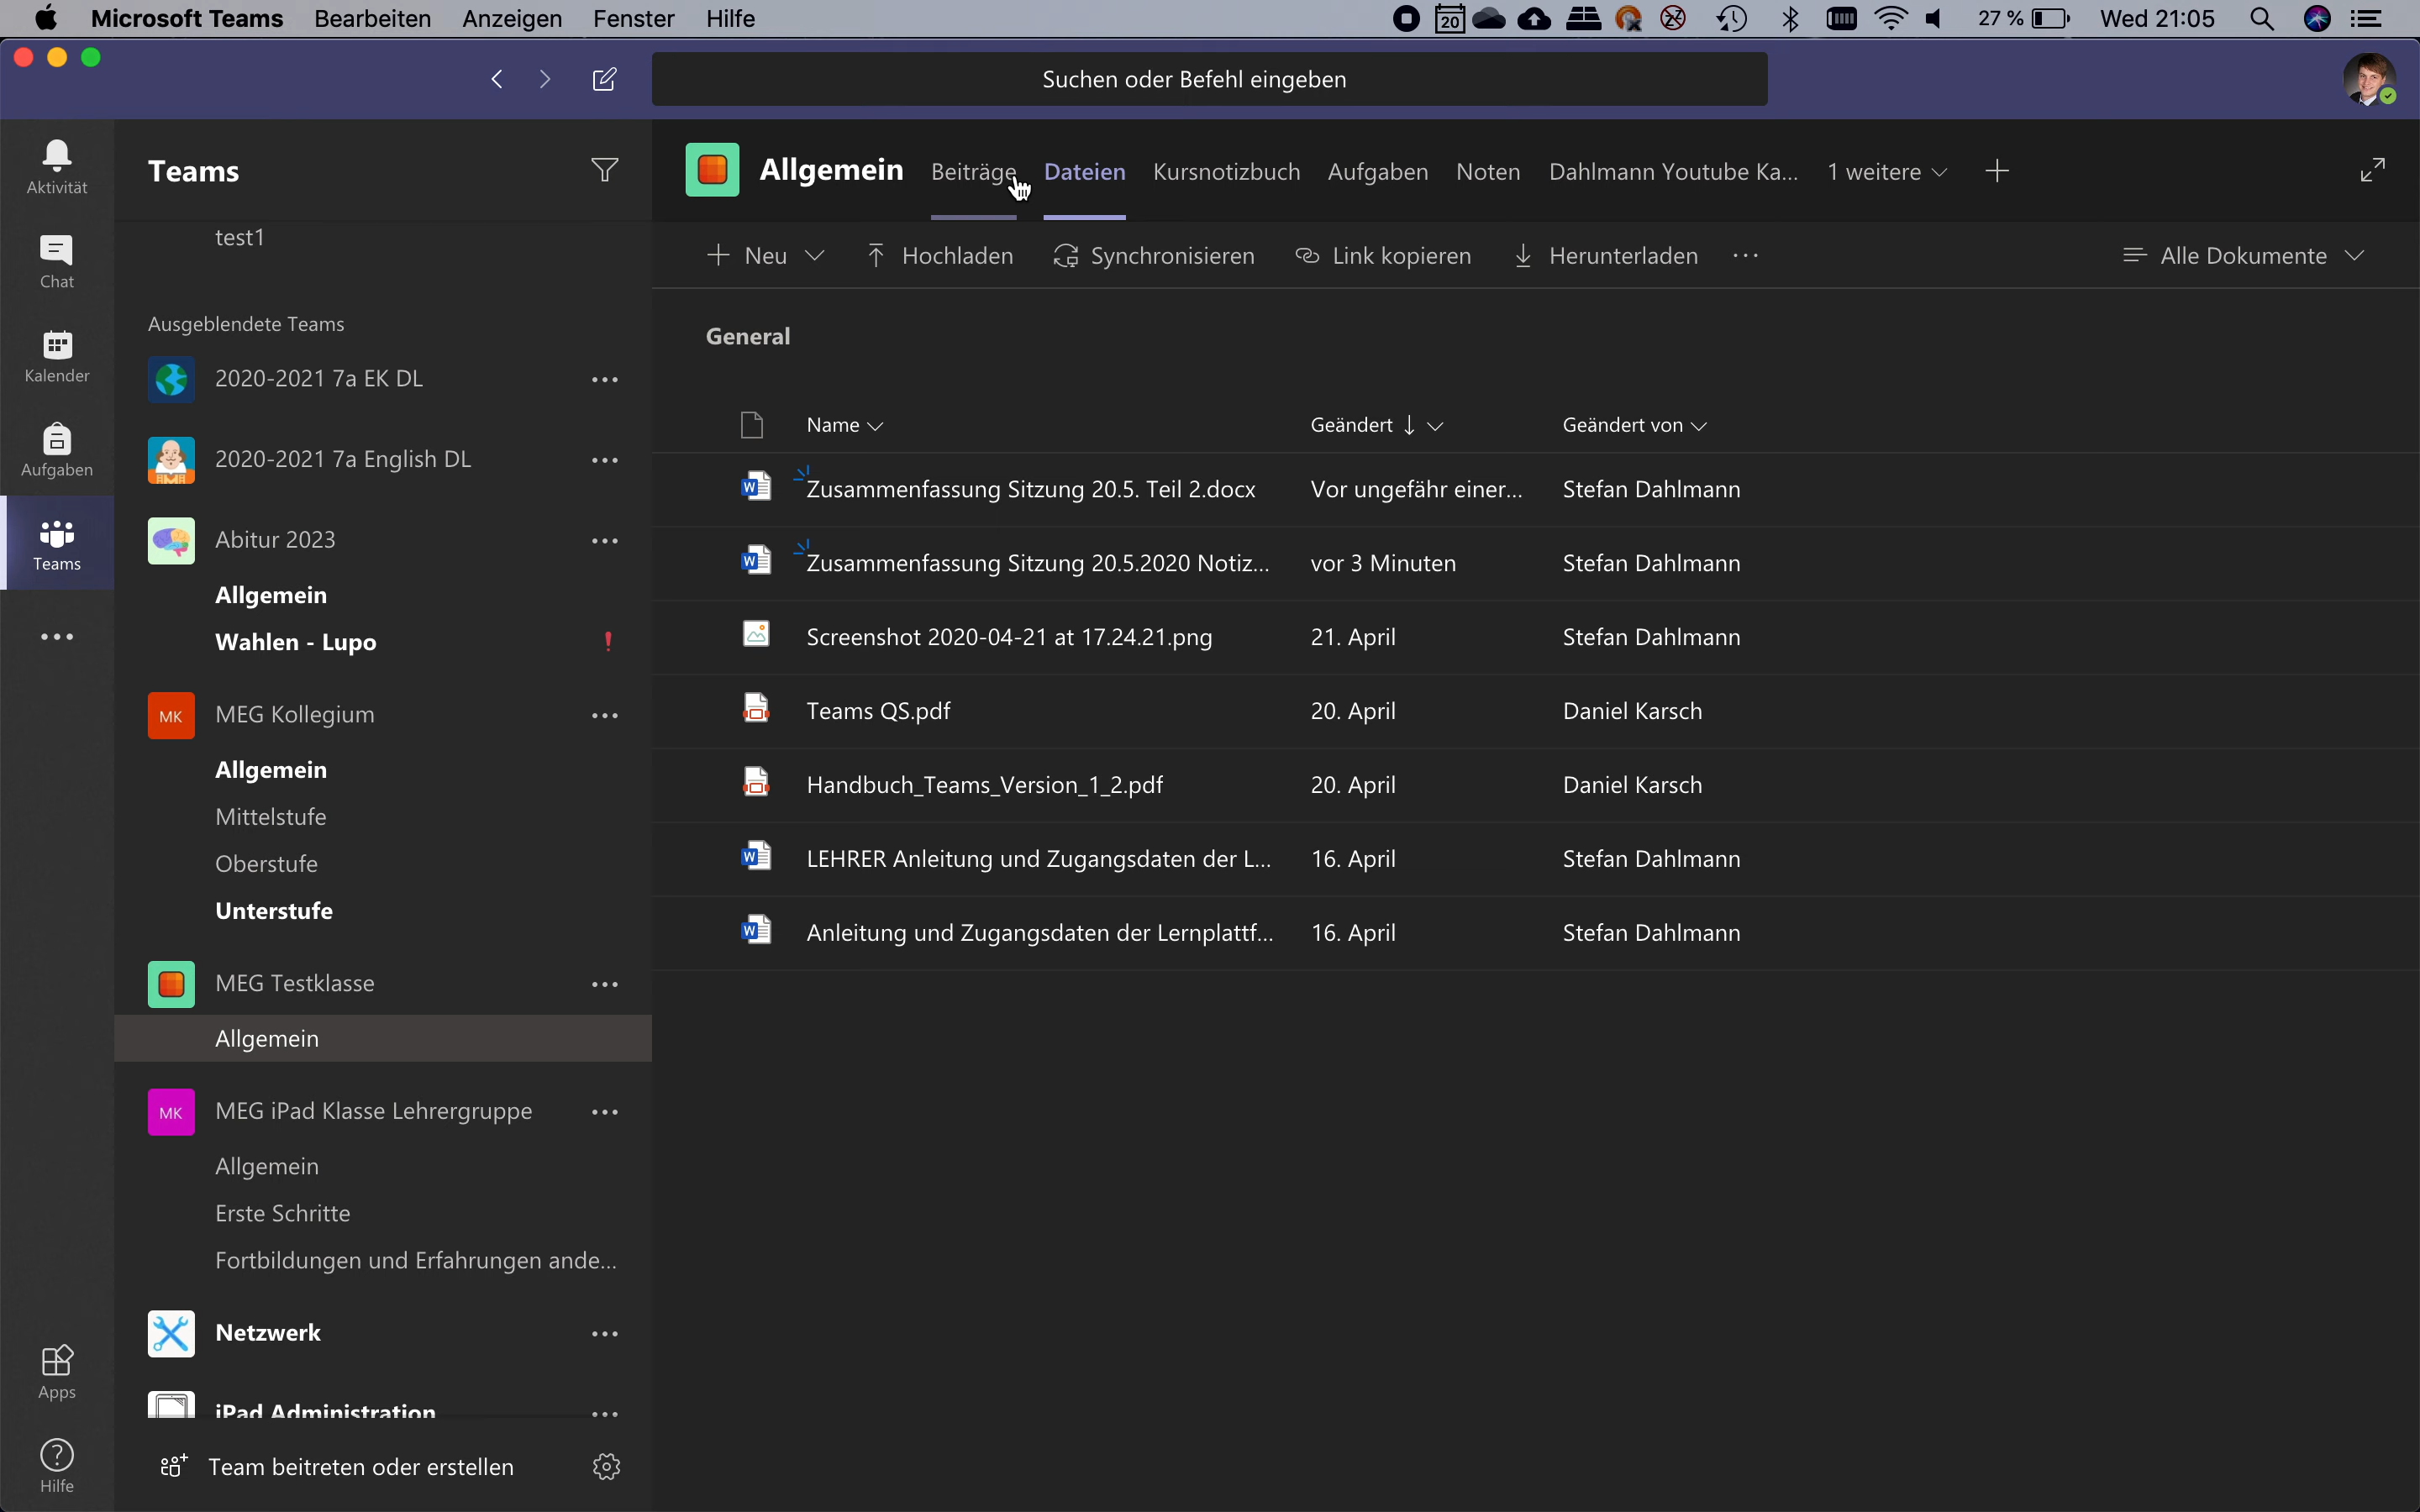 Microsoft Teams Bearbeiten Anzeigen Fenster Hilfe 20 27 % Wed 21:05
Suchen oder Befehl eingeben
Aktivität
Chat
Kalender
Aufgaben
Teams
Apps
Hilfe
Teams
test1
Ausgeblendete Teams
2020-2021 7a EK DL
2020-2021 7a English DL
Abitur 2023
Allgemein
Wahlen - Lupo
MK MEG Kollegium
Allgemein
Mittelstufe
Oberstufe
Unterstufe
MEG Testklasse
Allgemein
MK MEG iPad Klasse Lehrergruppe
Allgemein
Erste Schritte
Fortbildungen und Erfahrungen ande...
Netzwerk
iPad Administration
Team beitreten oder erstellen
Allgemein Beiträge Dateien Kursnotizbuch Aufgaben Noten Dahlmann Youtube Ka... 1 weitere
Neu Hochladen Synchronisieren Link kopieren Herunterladen Alle Dokumente
General
Name Geändert Geändert von
Zusammenfassung Sitzung 20.5. Teil 2.docx Vor ungefähr einer... Stefan Dahlmann
Zusammenfassung Sitzung 20.5.2020 Notiz... vor 3 Minuten Stefan Dahlmann
Screenshot 2020-04-21 at 17.24.21.png 21. April Stefan Dahlmann
Teams QS.pdf 20. April Daniel Karsch
Handbuch_Teams_Version_1_2.pdf 20. April Daniel Karsch
LEHRER Anleitung und Zugangsdaten der L... 16. April Stefan Dahlmann
Anleitung und Zugangsdaten der Lernplattf... 16. April Stefan Dahlmann